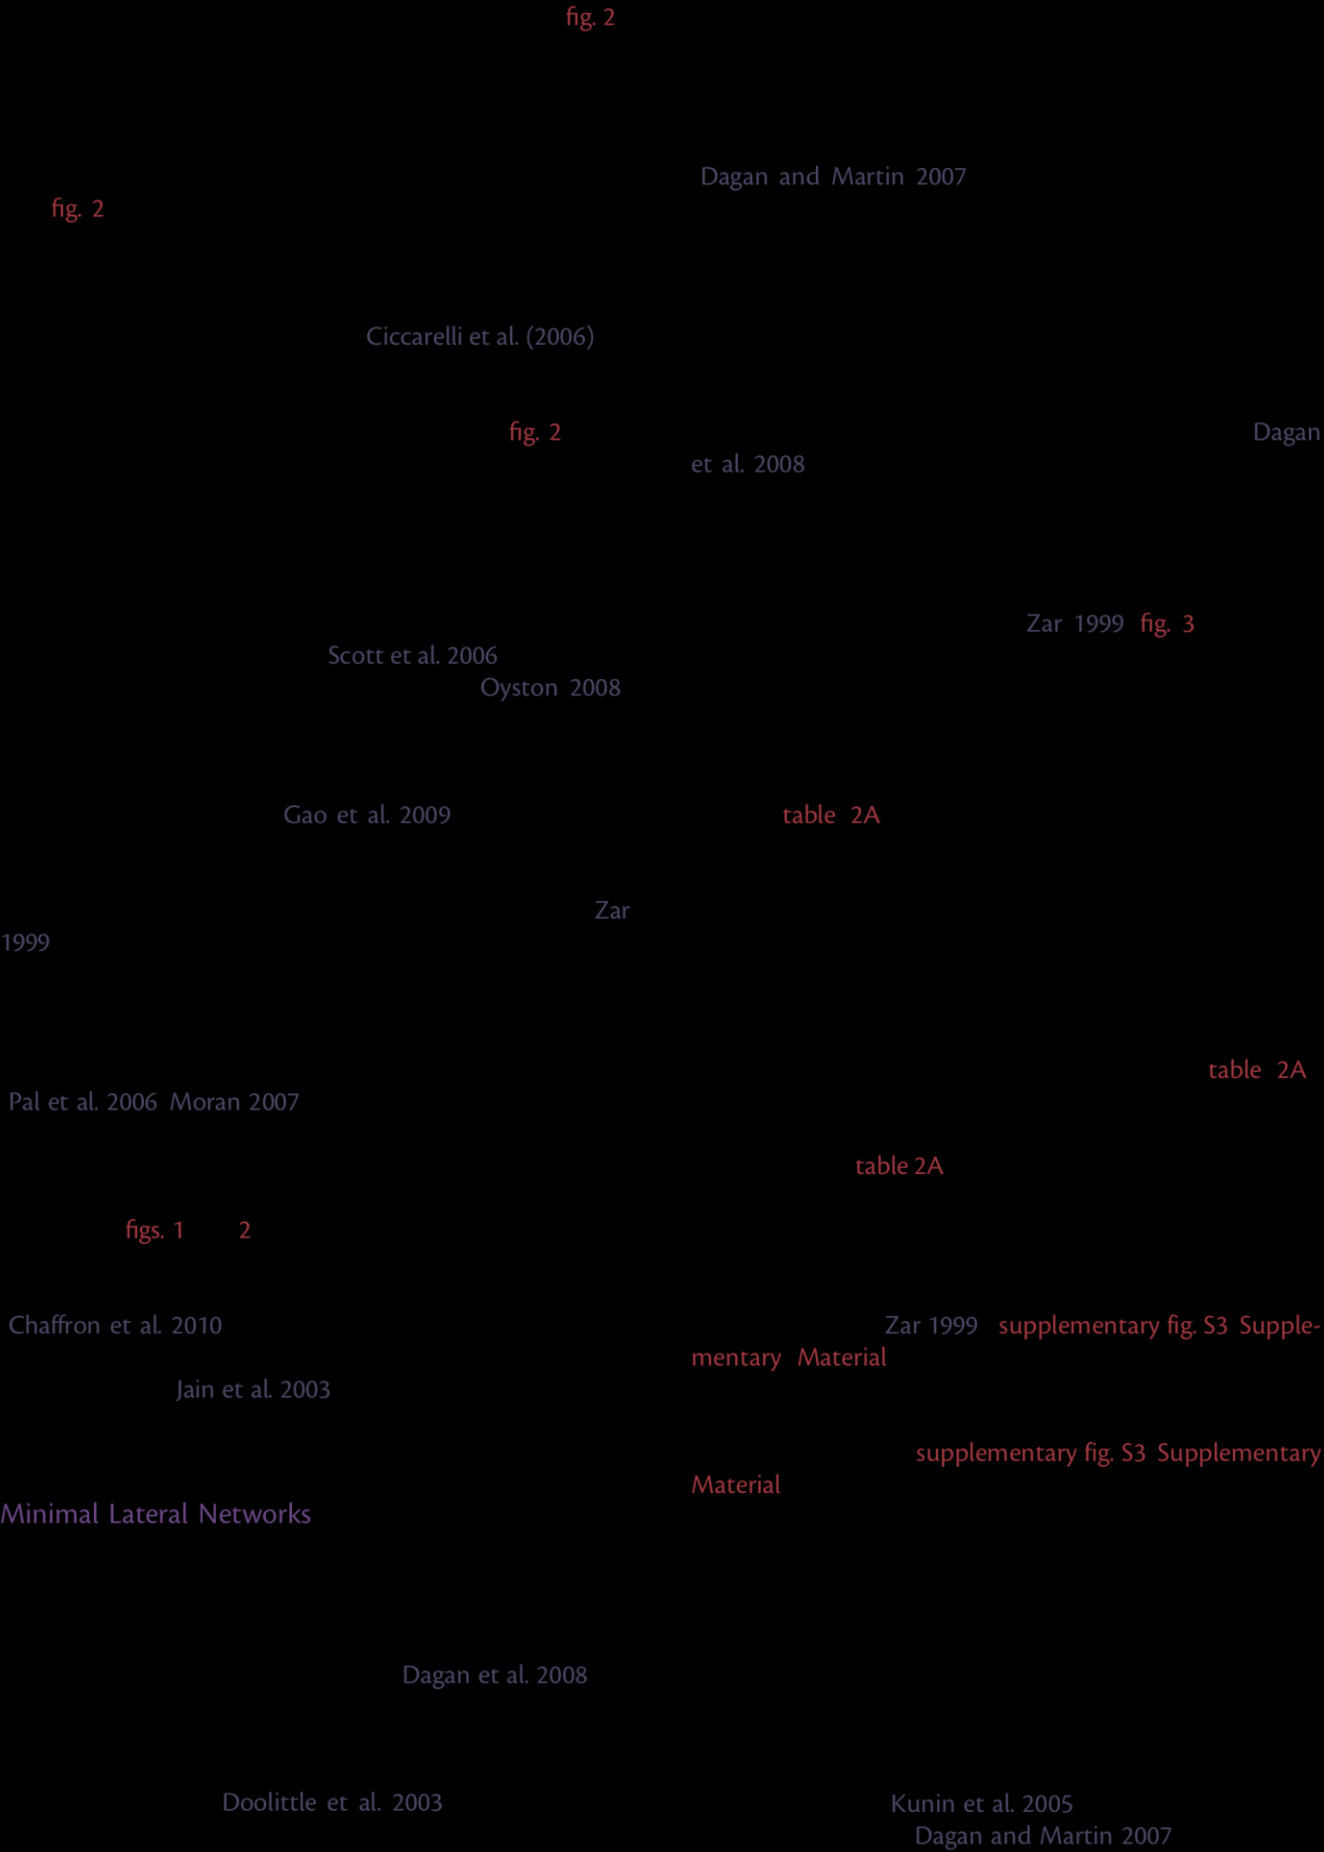 fig. 2
fig. 2
Ciccarelli et al. (2006)
fig. 2
Scott et al. 2006
Oyston 2008
Gao et al. 2009
Zar
1999
Pal et al. 2006 Moran 2007
figs. 1 2
Chaffron et al. 2010
Jain et al. 2003
Minimal Lateral Networks
Dagan et al. 2008
Doolittle et al. 2003
Dagan and Martin 2007
Dagan
et al. 2008
Zar 1999 fig. 3
table 2A
table 2A
table 2A
Zar 1999 supplementary fig. S3 Supple-
mentary Material
supplementary fig. S3 Supplementary
Material
Kunin et al. 2005
Dagan and Martin 2007